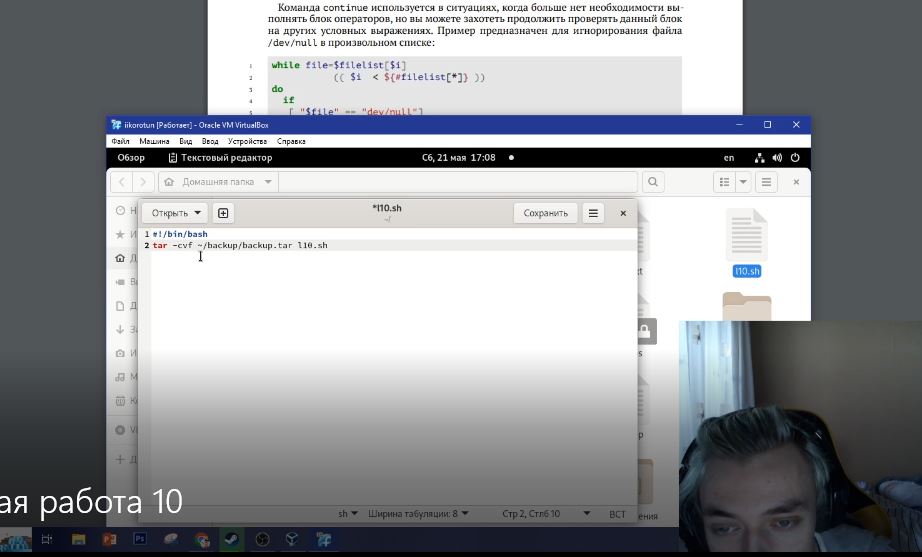 Команда continue используется в ситуациях, когда больше нет необходимости вы-
полнять блок операторов, но вы можете захотеть продолжить проверять данный блок
на других условных выражениях. Пример предназначен для игнорирования файла
/dev/null в произвольном списке:
1 while file=$filelist[$i]
2 (( $i < ${#filelist[*]} ))
3 do
4 if
5 [ "$file" == "dev/null"]
iikorotun [Работает] - Oracle VM VirtualBox
Файл Машина Вид Ввод Устройства Справка
Обзор Текстовый редактор Сб, 21 мая 17:08 en
Домашняя папка
Открыть *l10.sh Сохранить
~/
1 #!/bin/bash
2 tar -cvf ~/backup/backup.tar l10.sh
l10.sh
sh Ширина табуляции: 8 Стр 2, Стлб 10 ВСТ
ая работа 10